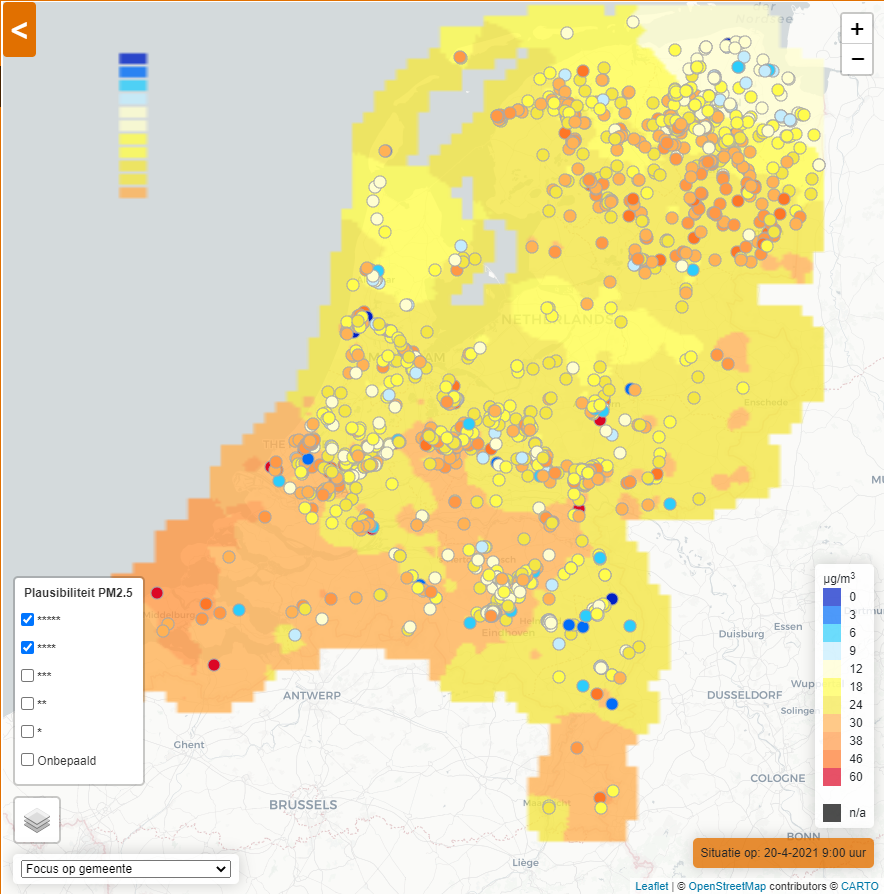 <
Nordsee
+
−
NETHERLANDS
Enschede
THE
Plausibiliteit PM2.5
*****
****
***
**
*
Onbepaald
Middelburg
Eindhoven
µg/m³
0
3
6
9
12
18
24
30
38
46
60
n/a
Essen
Duisburg
ANTWERP
DUSSELDORF
Solingen
Ghent
COLOGNE
BRUSSELS
BONN
Liège
Focus op gemeente
Situatie op: 20-4-2021 9:00 uur
Leaflet | © OpenStreetMap contributors © CARTO